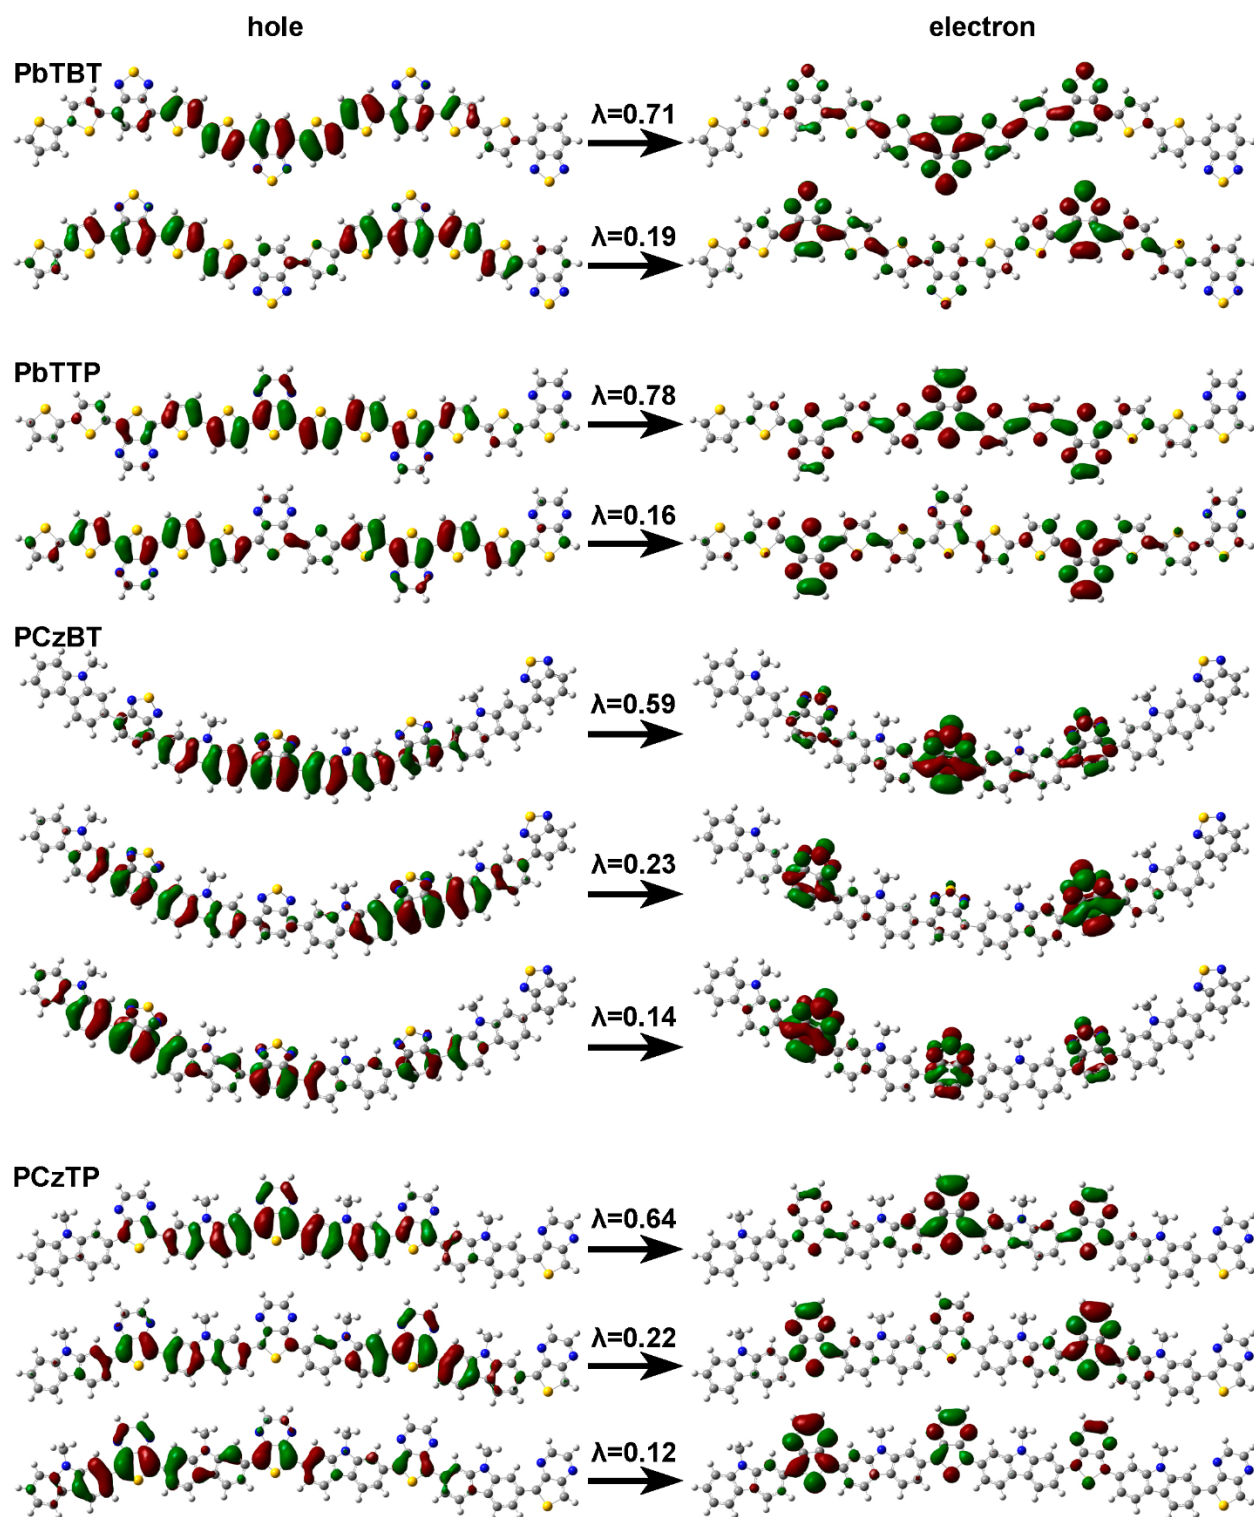 hole electron
PbTBT
λ=0.71
λ=0.19
PbTTP
λ=0.78
λ=0.16
PCzBT
λ=0.59
λ=0.23
λ=0.14
PCzTP
λ=0.64
λ=0.22
λ=0.12